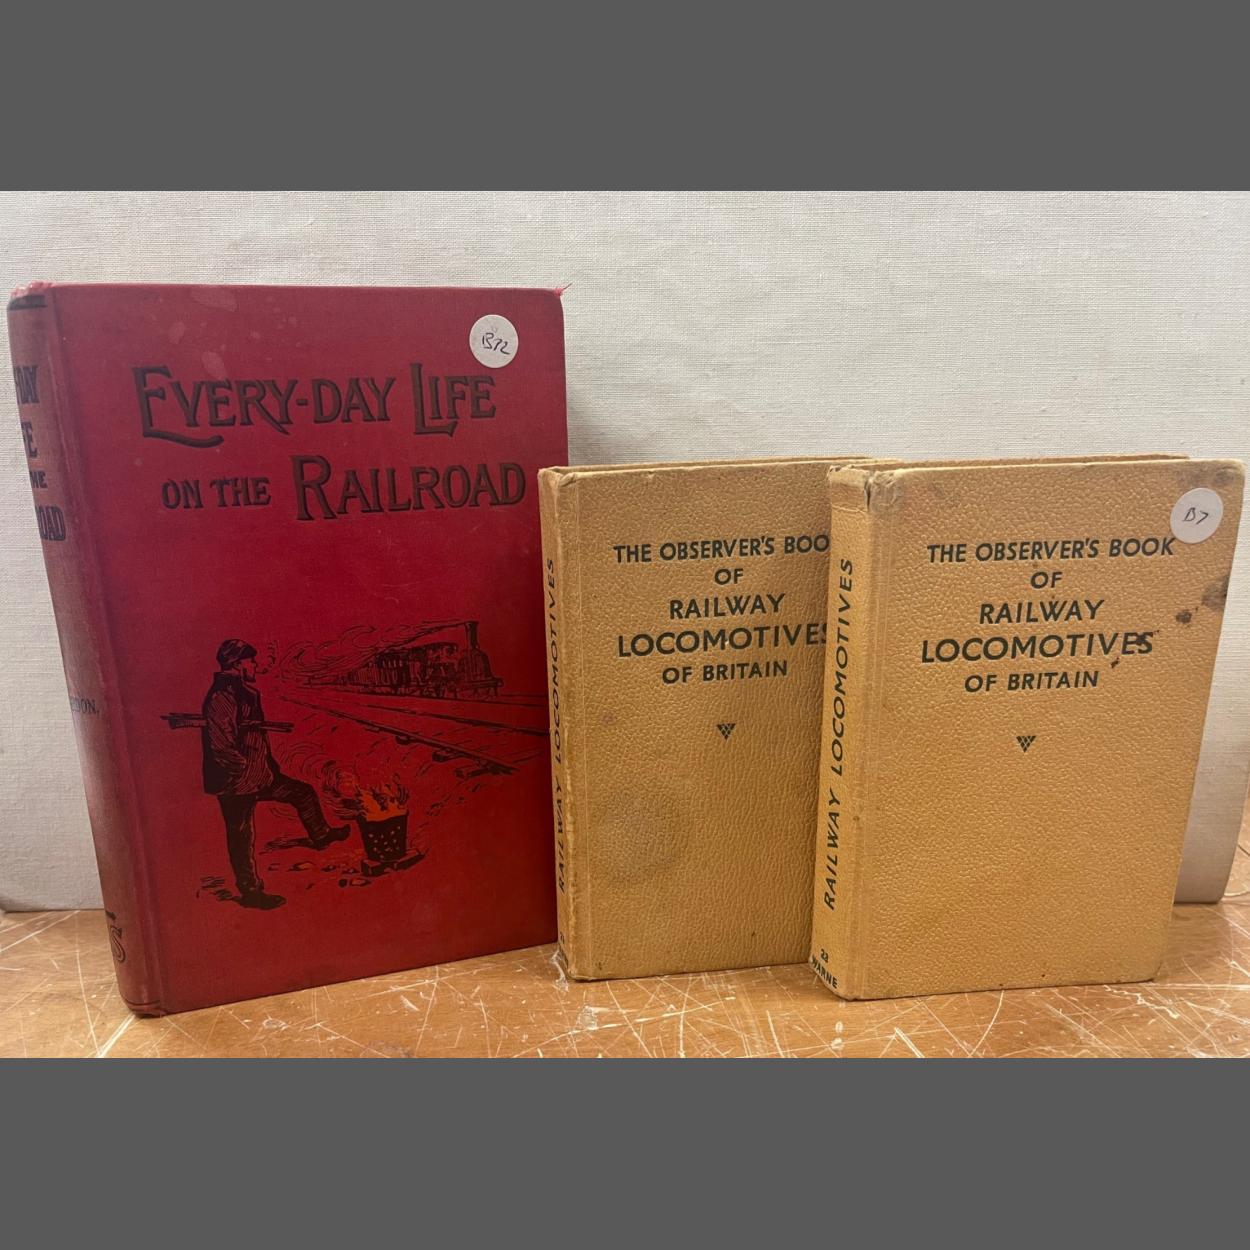 B72
EVERY-DAY LIFE
ON THE RAILROAD
THE OBSERVER'S BOO
OF
RAILWAY
LOCOMOTIVES
OF BRITAIN
RAILWAY LOCOMOTIVES
B7
THE OBSERVER'S BOOK
OF
RAILWAY
LOCOMOTIVES
OF BRITAIN
RAILWAY LOCOMOTIVES
23
WARNE